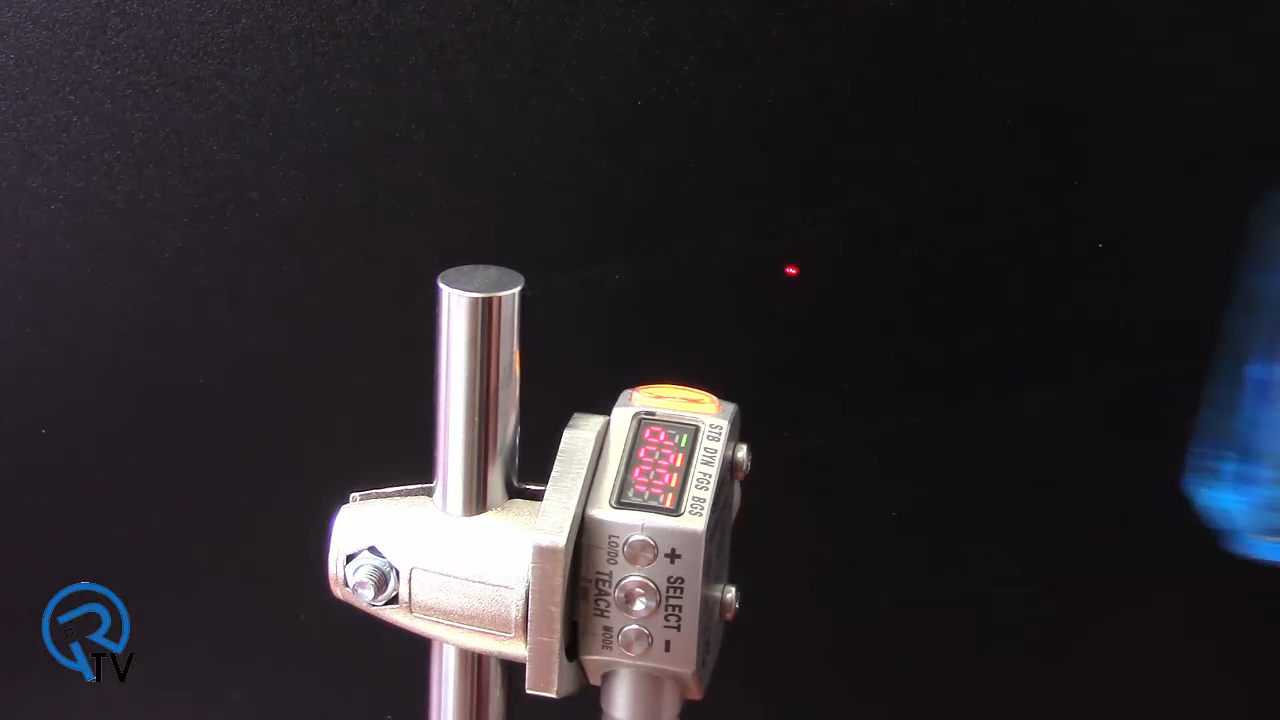 STB DYN FGS BGS
+ SELECT -
LO/DO TEACH MODE
TV